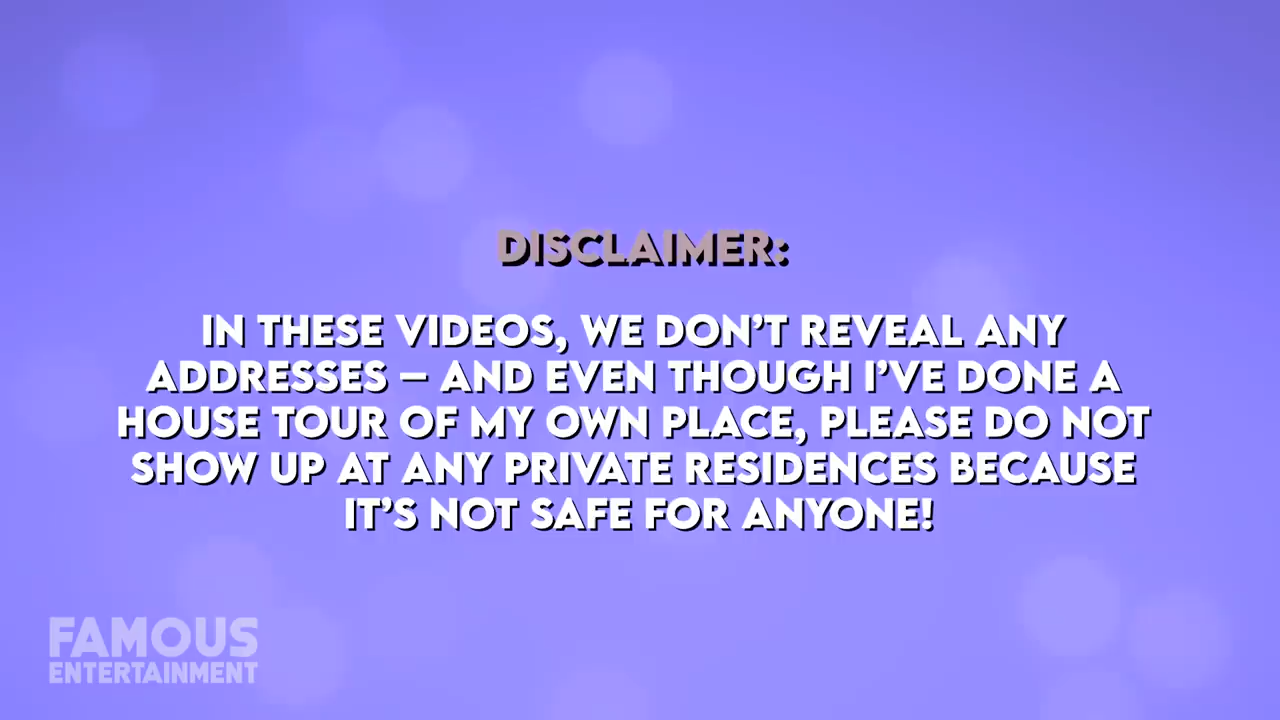 DISCLAIMER:
IN THESE VIDEOS, WE DON'T REVEAL ANY
ADDRESSES – AND EVEN THOUGH I'VE DONE A
HOUSE TOUR OF MY OWN PLACE, PLEASE DO NOT
SHOW UP AT ANY PRIVATE RESIDENCES BECAUSE
IT'S NOT SAFE FOR ANYONE!
FAMOUS
ENTERTAINMENT